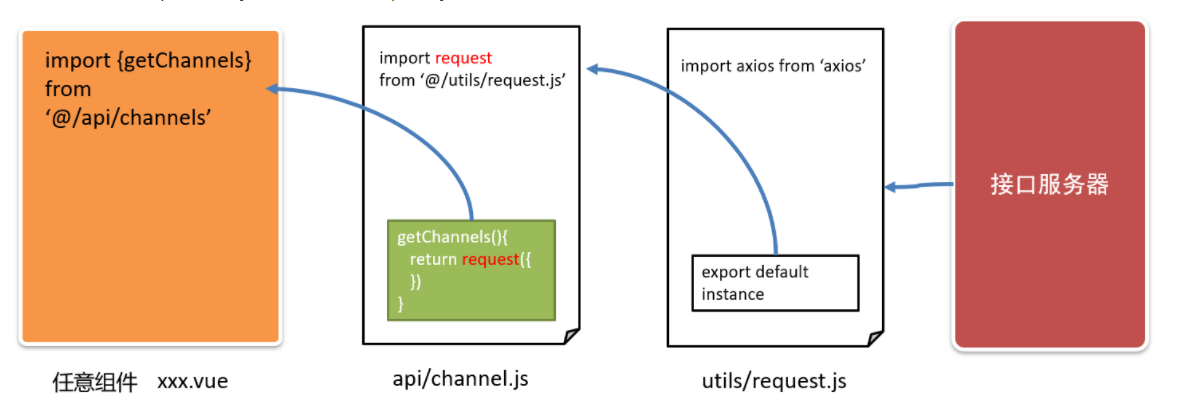 import {getChannels}
from
‘@/api/channels’
任意组件 xxx.vue
import request
from ‘@/utils/request.js’
getChannels(){
return request({
})
}
api/channel.js
import axios from ‘axios’
export default
instance
utils/request.js
接口服务器